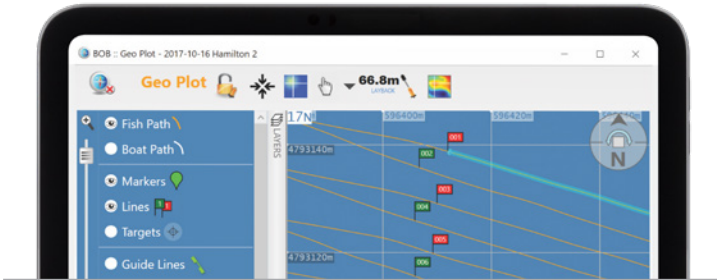 BOB :: Geo Plot - 2017-10-16 Hamilton 2
Geo Plot
66.8m
LAYBACK
Fish Path
Boat Path
Markers
Lines
Targets
Guide Lines
LAYERS
17N
596400m
596420m
4793140m
4793120m
001
002
003
004
005
006
N